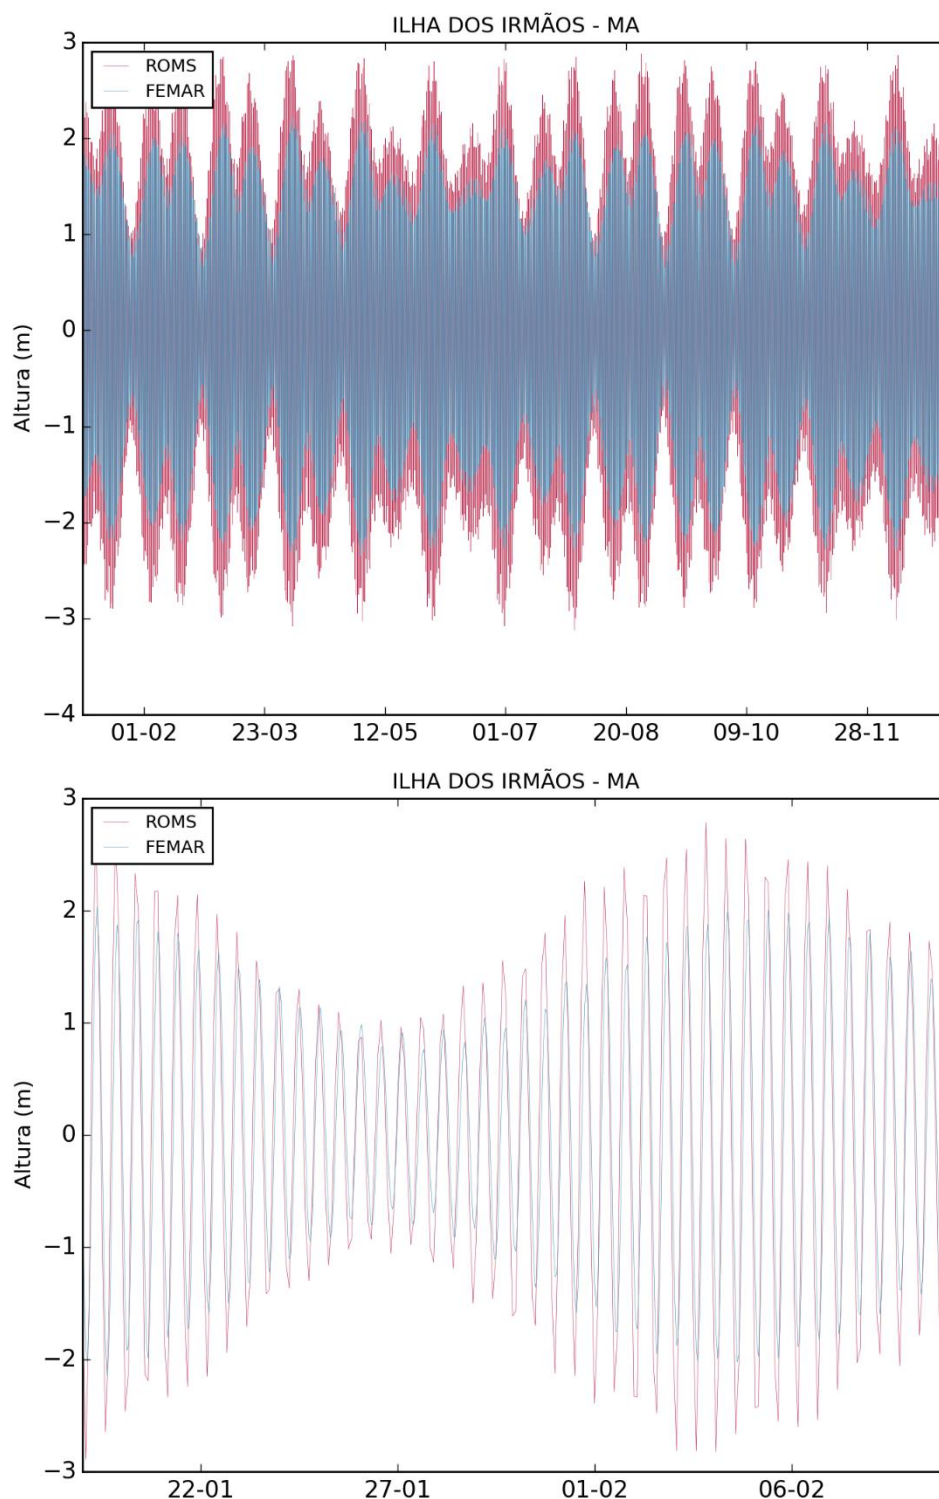 ILHA DOS IRMÃOS - MA
3
ROMS
FEMAR
2
1
0
Altura (m)
−1
−2
−3
−4
01-02 23-03 12-05 01-07 20-08 09-10 28-11
ILHA DOS IRMÃOS - MA
3
ROMS
FEMAR
2
1
0
Altura (m)
−1
−2
−3
22-01 27-01 01-02 06-02